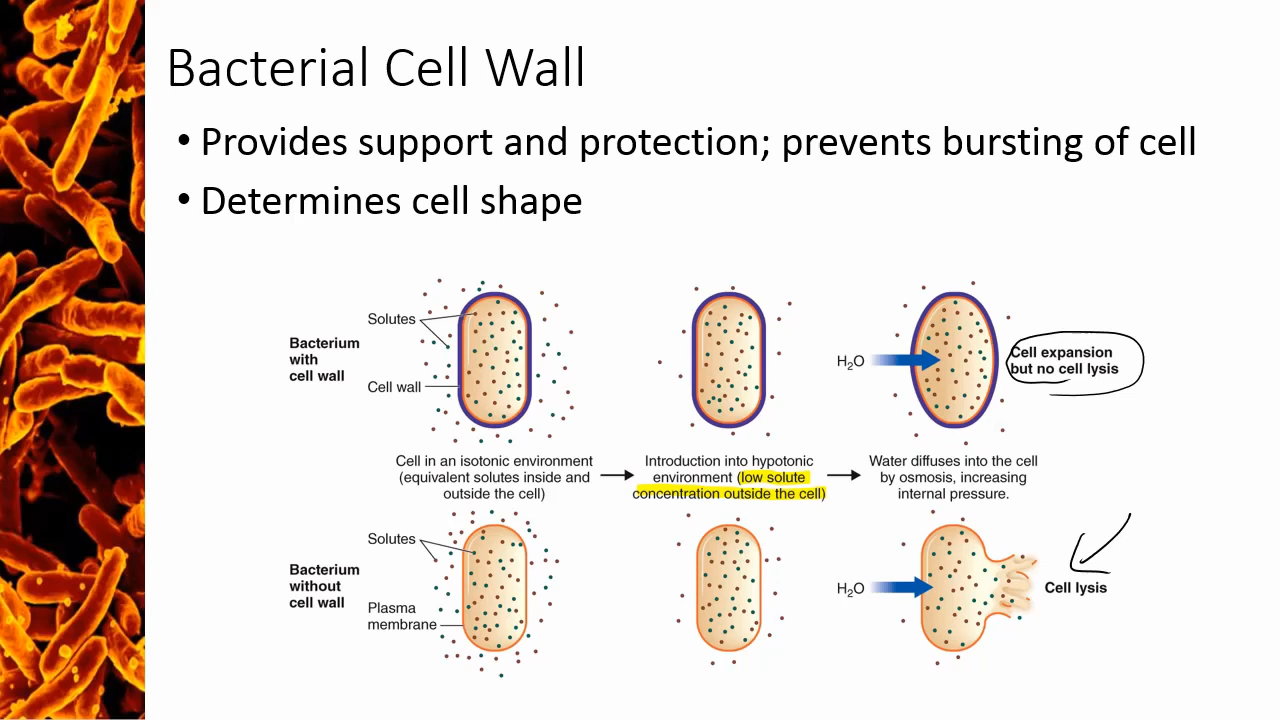 Bacterial Cell Wall
• Provides support and protection; prevents bursting of cell
• Determines cell shape
Solutes
Bacterium
with
cell wall
Cell wall
H₂O
Cell expansion
but no cell lysis
Cell in an isotonic environment
(equivalent solutes inside and
outside the cell)
Introduction into hypotonic
environment (low solute
concentration outside the cell)
Water diffuses into the cell
by osmosis, increasing
internal pressure.
Solutes
Bacterium
without
cell wall
Plasma
membrane
H₂O
Cell lysis